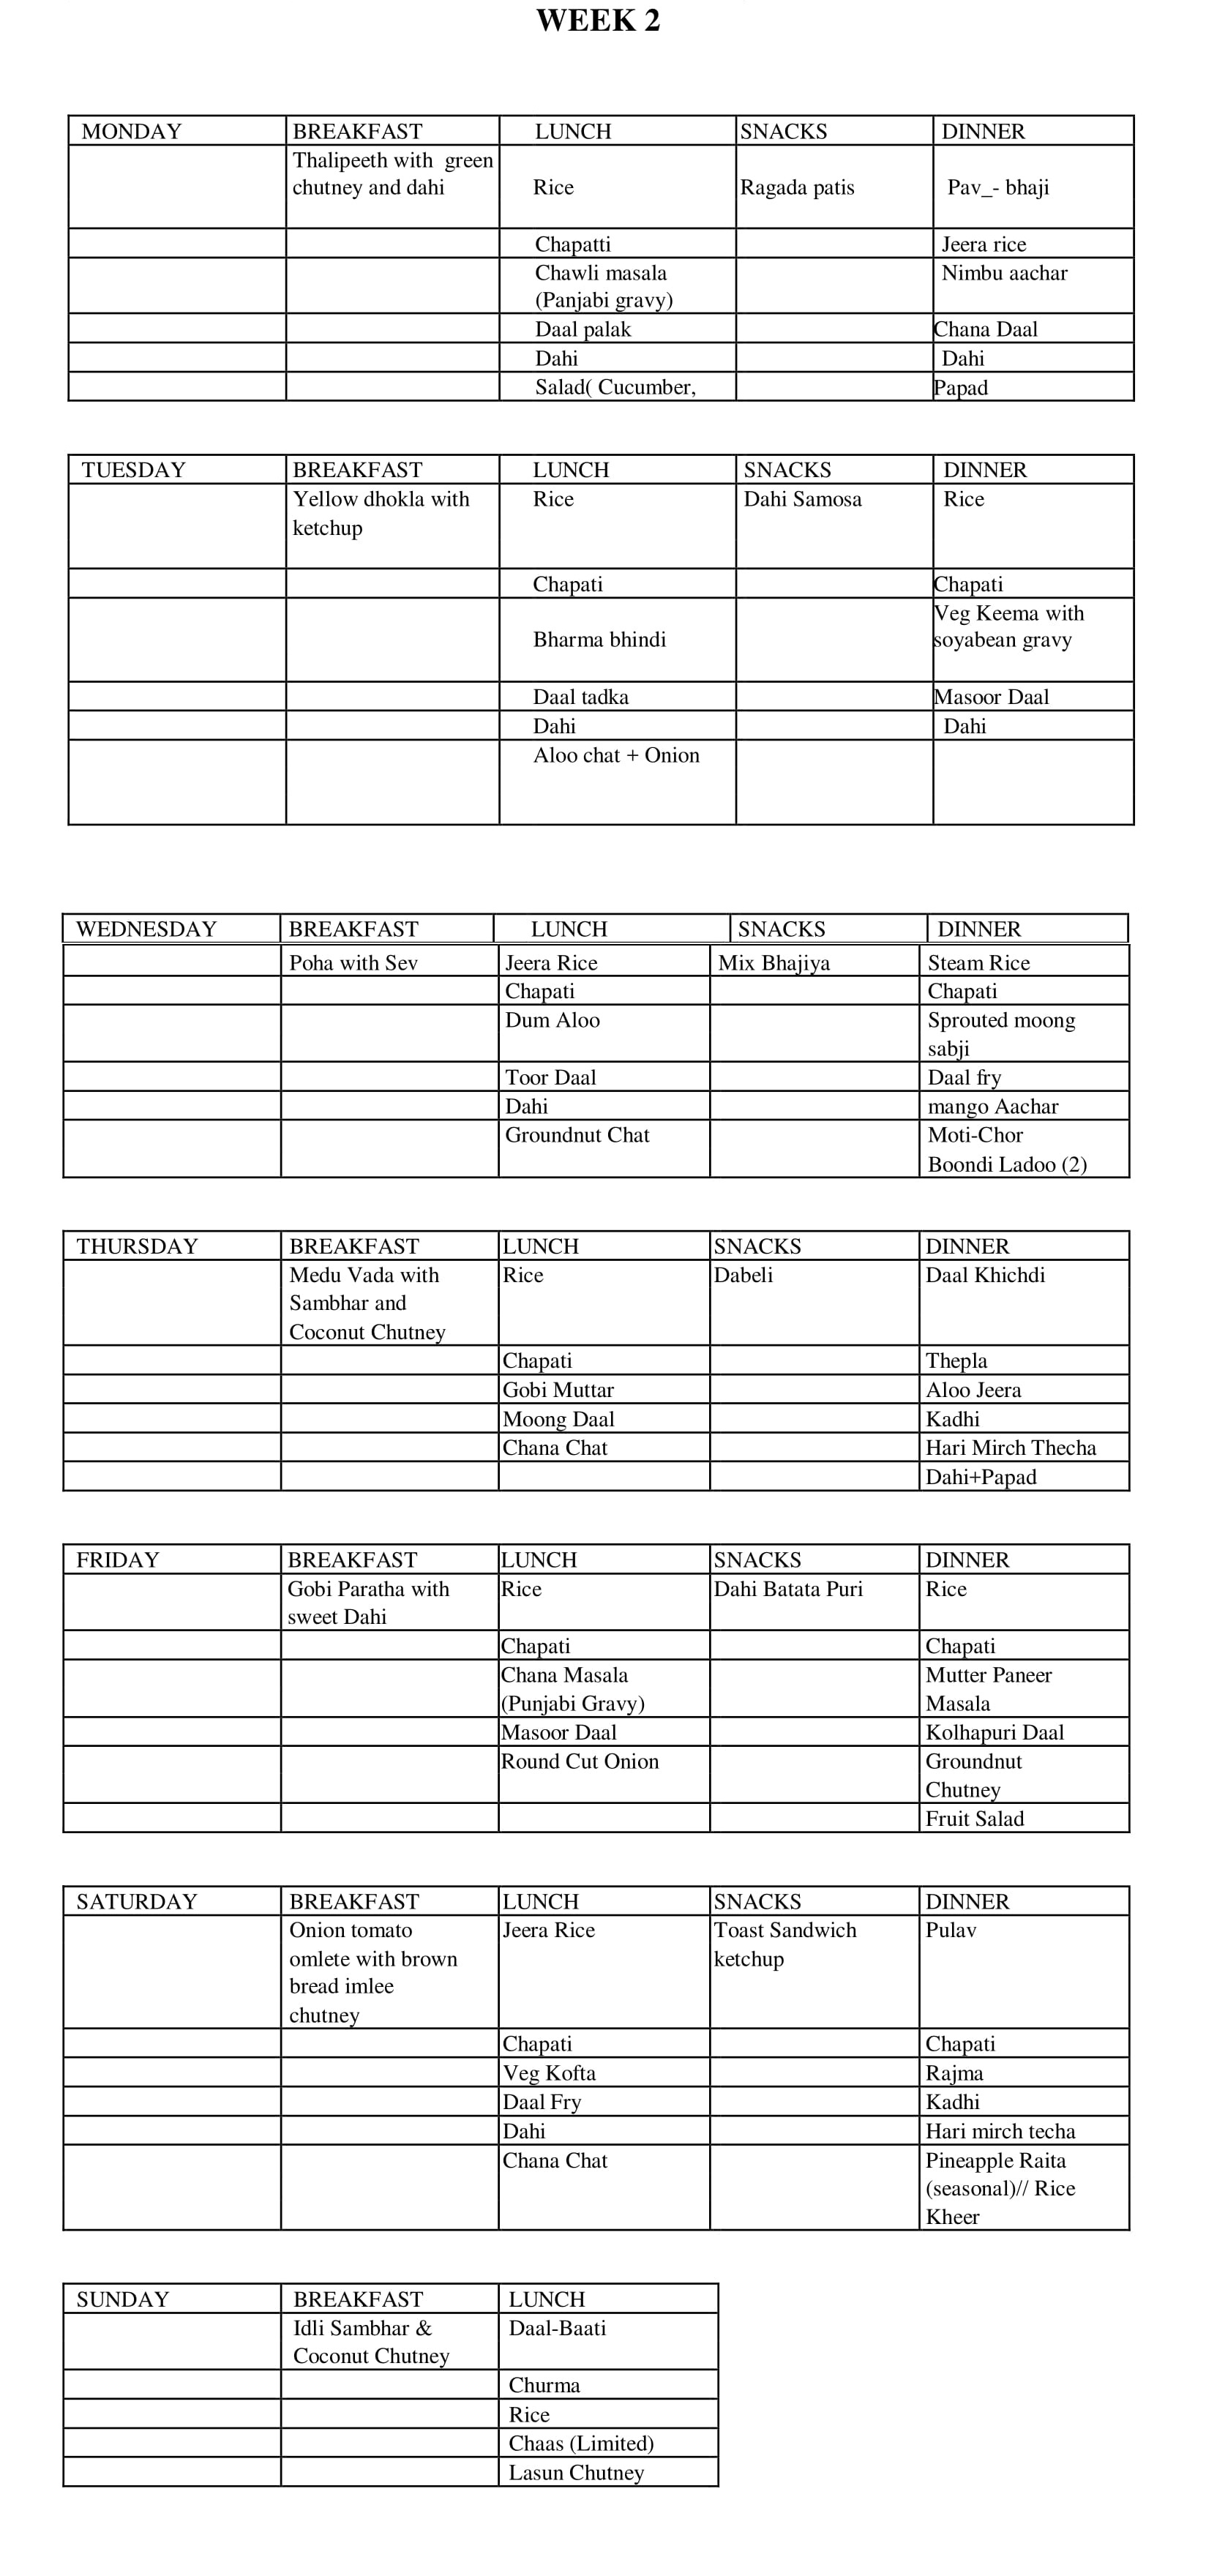 WEEK 2
MONDAY BREAKFAST LUNCH SNACKS DINNER
Thalipeeth with green
chutney and dahi Rice Ragada patis Pav_- bhaji
Chapatti Jeera rice
Chawli masala Nimbu aachar
(Panjabi gravy)
Daal palak Chana Daal
Dahi Dahi
Salad( Cucumber, Papad
TUESDAY BREAKFAST LUNCH SNACKS DINNER
Yellow dhokla with Rice Dahi Samosa Rice
ketchup
Chapati Chapati
Veg Keema with
Bharma bhindi soyabean gravy
Daal tadka Masoor Daal
Dahi Dahi
Aloo chat + Onion
WEDNESDAY BREAKFAST LUNCH SNACKS DINNER
Poha with Sev Jeera Rice Mix Bhajiya Steam Rice
Chapati Chapati
Dum Aloo Sprouted moong
sabji
Toor Daal Daal fry
Dahi mango Aachar
Groundnut Chat Moti-Chor
Boondi Ladoo (2)
THURSDAY BREAKFAST LUNCH SNACKS DINNER
Medu Vada with Rice Dabeli Daal Khichdi
Sambhar and
Coconut Chutney
Chapati Thepla
Gobi Muttar Aloo Jeera
Moong Daal Kadhi
Chana Chat Hari Mirch Thecha
Dahi+Papad
FRIDAY BREAKFAST LUNCH SNACKS DINNER
Gobi Paratha with Rice Dahi Batata Puri Rice
sweet Dahi
Chapati Chapati
Chana Masala Mutter Paneer
(Punjabi Gravy) Masala
Masoor Daal Kolhapuri Daal
Round Cut Onion Groundnut
Chutney
Fruit Salad
SATURDAY BREAKFAST LUNCH SNACKS DINNER
Onion tomato Jeera Rice Toast Sandwich Pulav
omlete with brown ketchup
bread imlee
chutney
Chapati Chapati
Veg Kofta Rajma
Daal Fry Kadhi
Dahi Hari mirch techa
Chana Chat Pineapple Raita
(seasonal)// Rice
Kheer
SUNDAY BREAKFAST LUNCH
Idli Sambhar & Daal-Baati
Coconut Chutney
Churma
Rice
Chaas (Limited)
Lasun Chutney